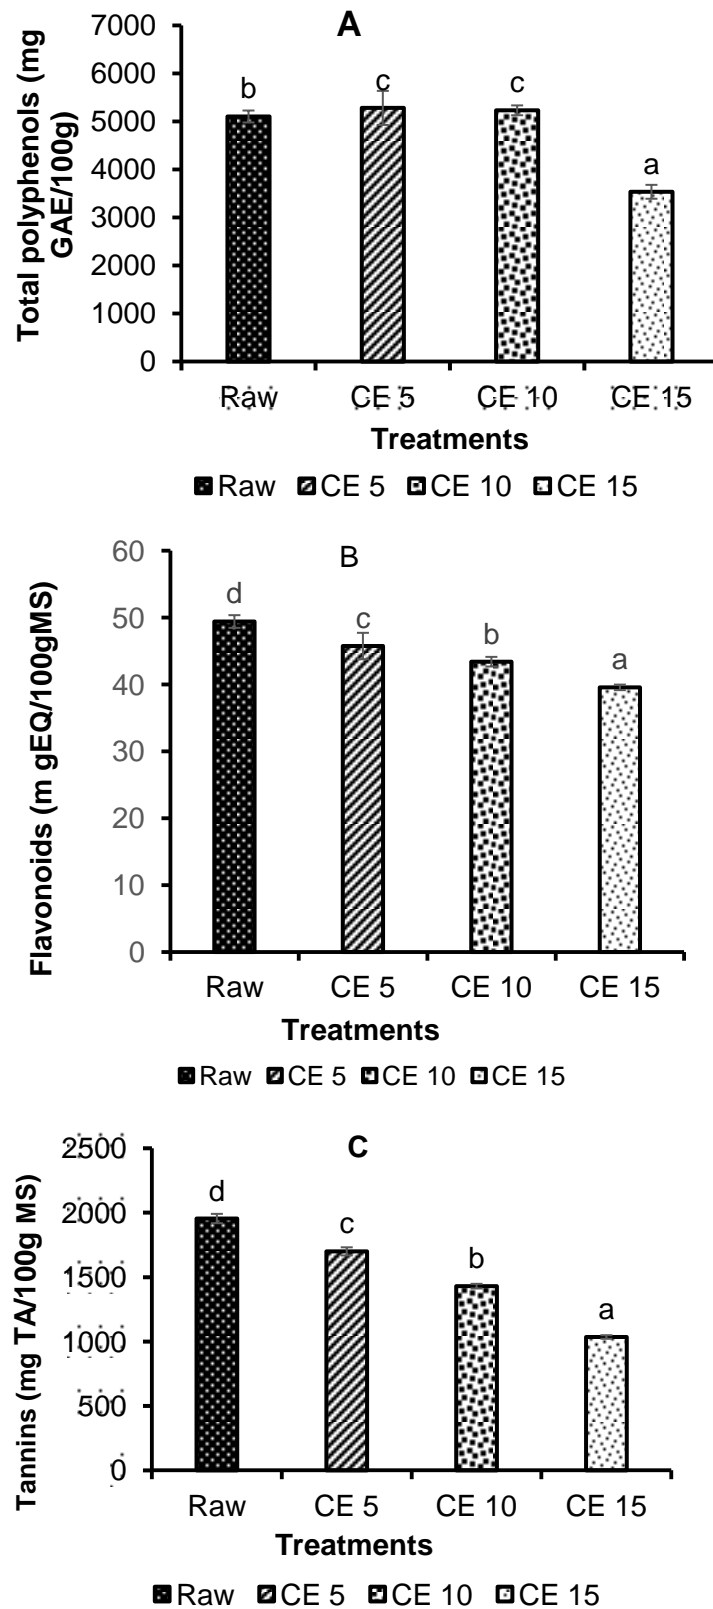 A
Total polyphenols (mg
GAE/100g)
7000
6000
5000
4000
3000
2000
1000
0
b
c
c
a
Raw CE 5 CE 10 CE 15
Treatments
Raw CE 5 CE 10 CE 15
B
Flavonoids (m gEQ/100gMS)
60
50
40
30
20
10
0
d
c
b
a
Raw CE 5 CE 10 CE 15
Treatments
Raw CE 5 CE 10 CE 15
C
Tannins (mg TA/100g MS)
2500
2000
1500
1000
500
0
d
c
b
a
Raw CE 5 CE 10 CE 15
Treatments
Raw CE 5 CE 10 CE 15